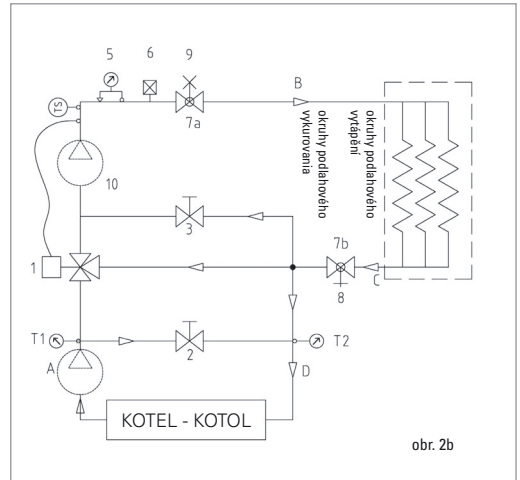 5
6
9
TS
7a
B
10
okruhy podlahového
vykurovania
okruhy podlahového
vytápění
3
1
7b
8
C
T1
2
T2
A
D
KOTEL - KOTOL
obr. 2b